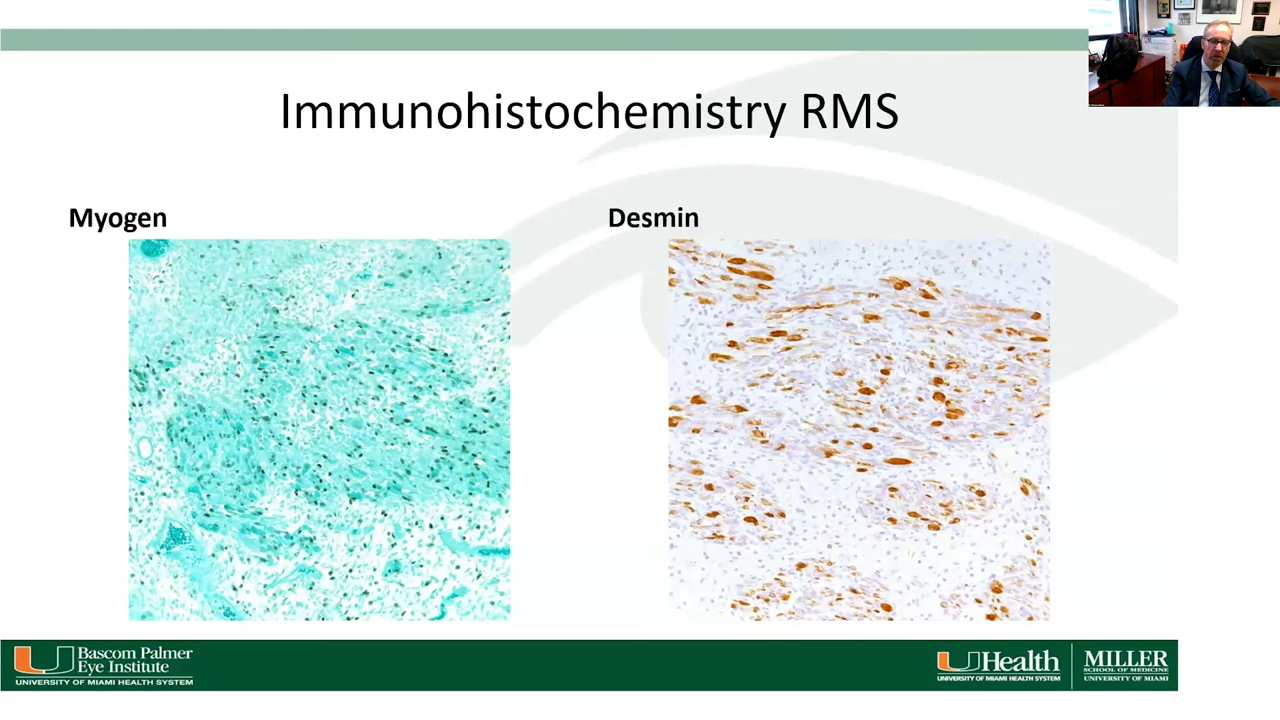 Immunohistochemistry RMS
Myogen
Desmin
Bascom Palmer
Eye Institute
UNIVERSITY OF MIAMI HEALTH SYSTEM
UHealth
UNIVERSITY OF MIAMI HEALTH SYSTEM
MILLER
SCHOOL OF MEDICINE
UNIVERSITY OF MIAMI